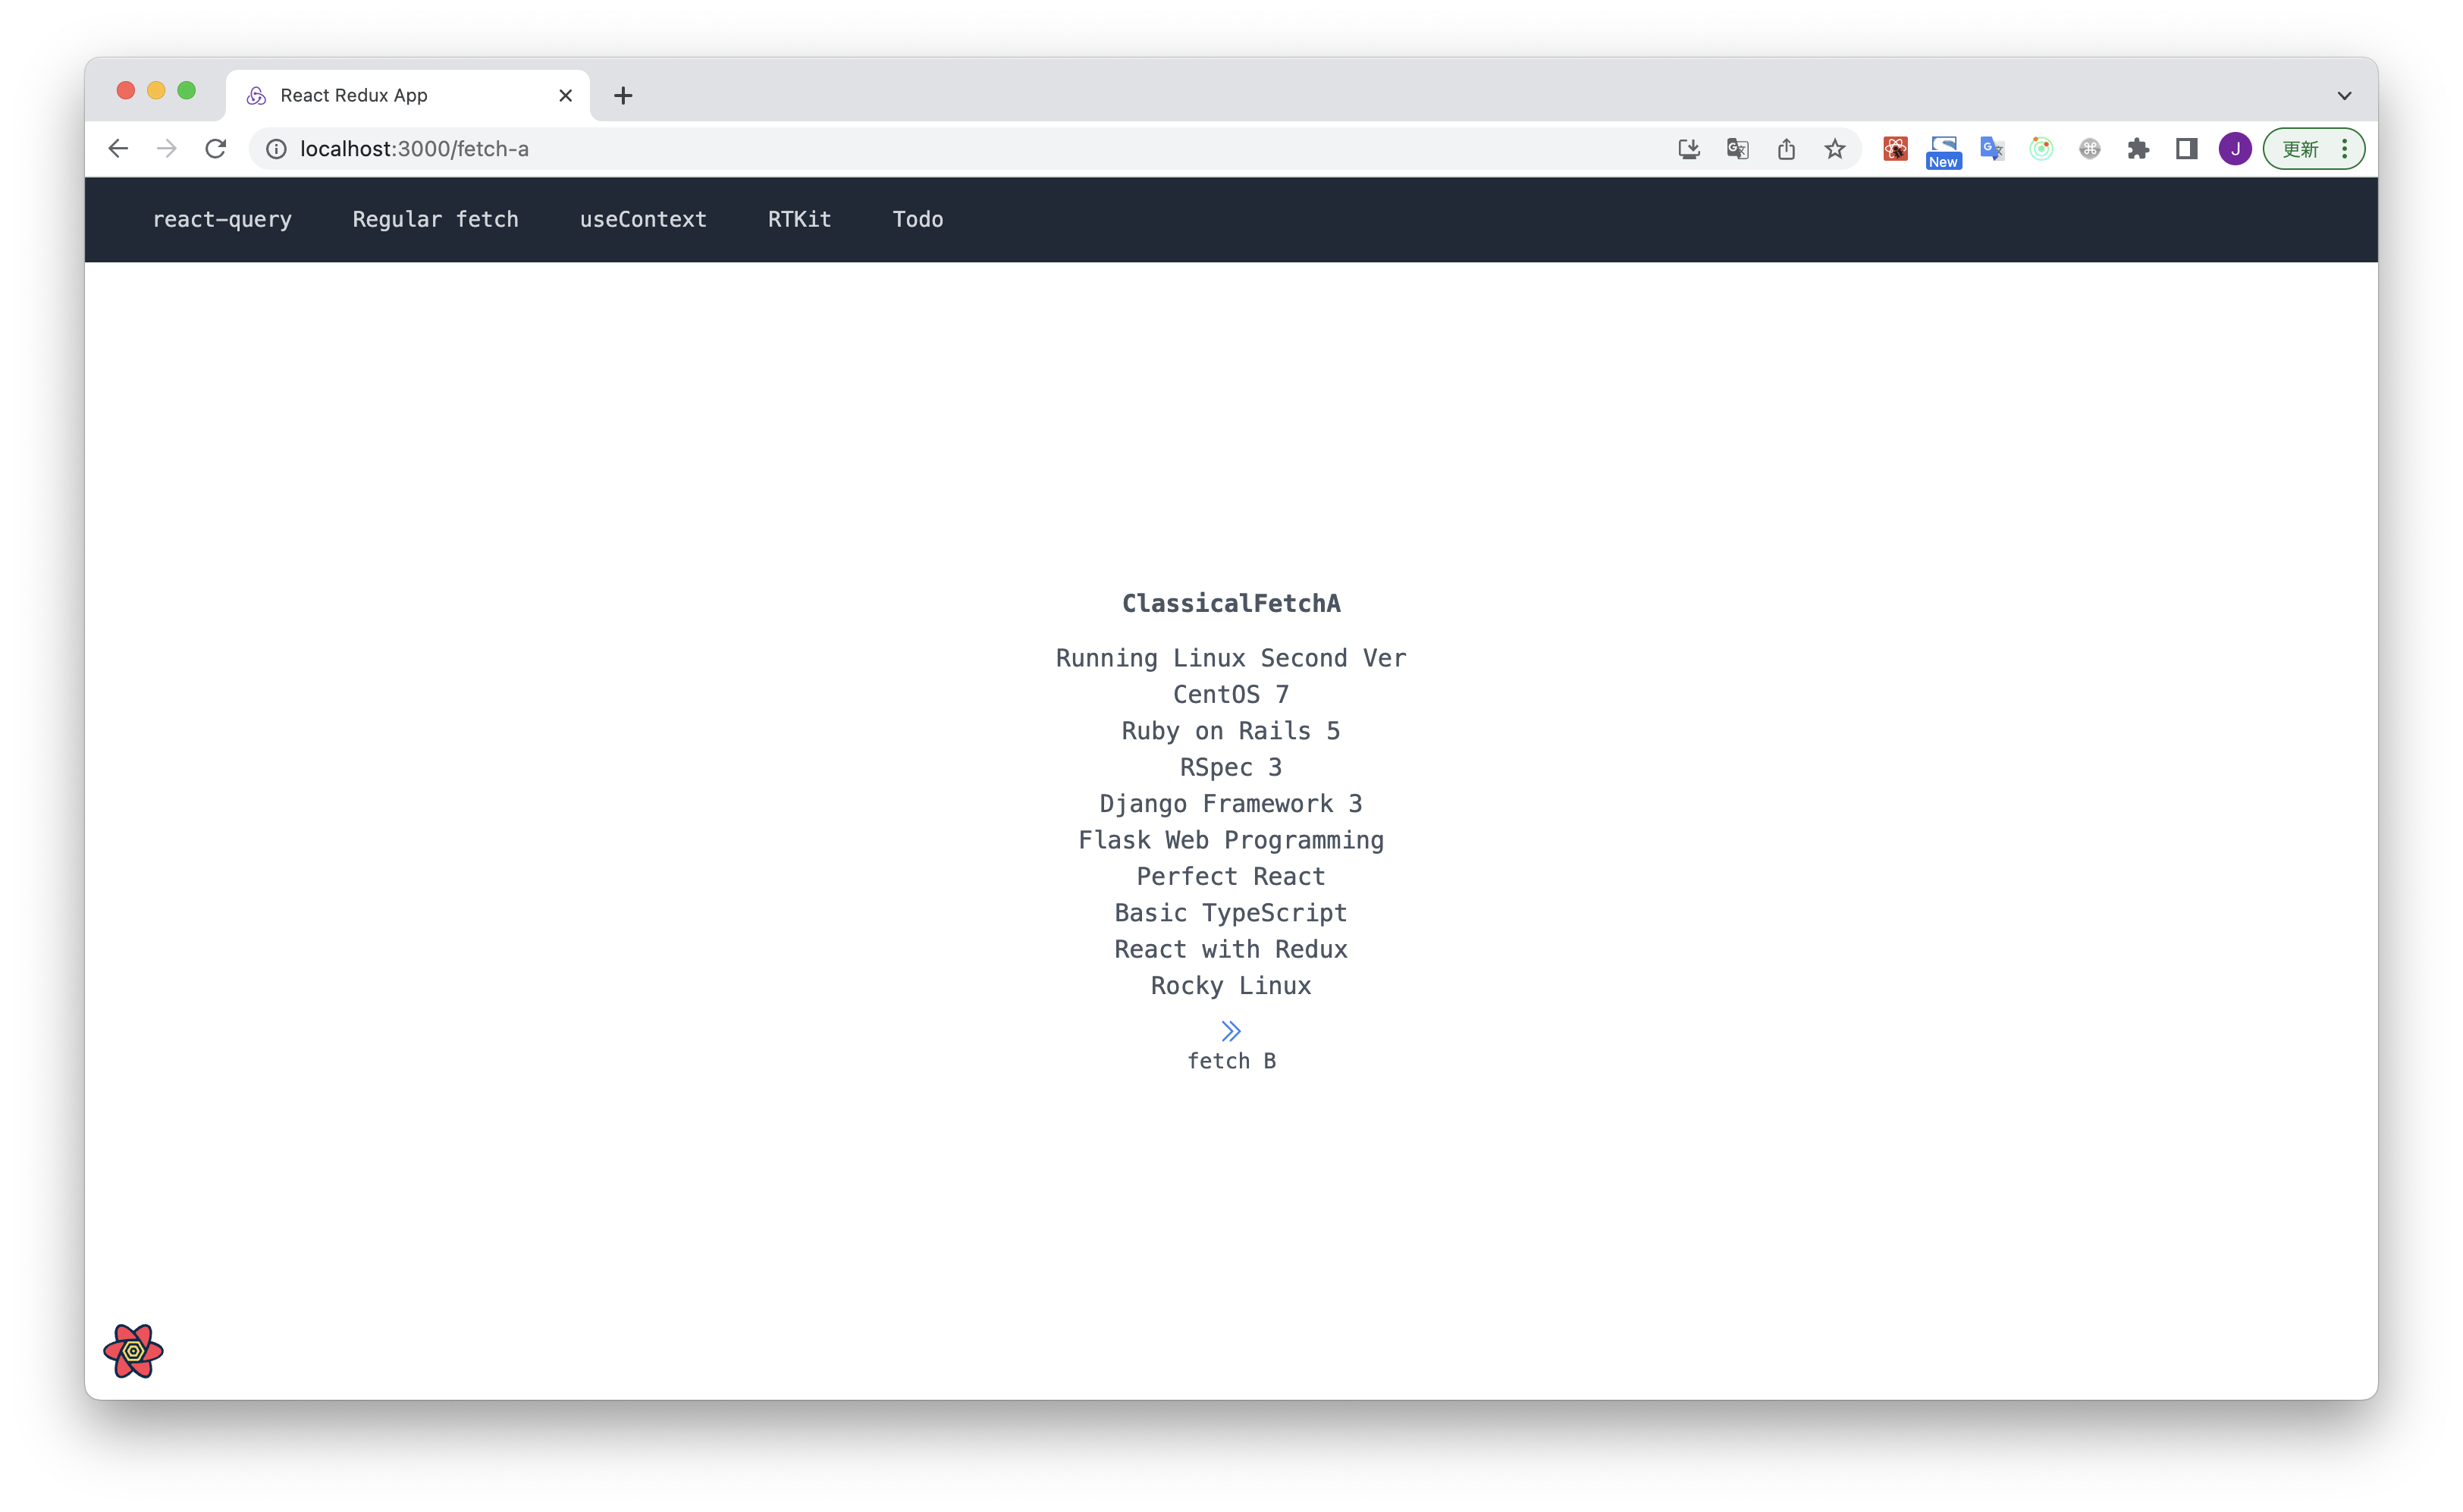 React Redux App
localhost:3000/fetch-a
New
G
J
更新
react-query Regular fetch useContext RTKit Todo
ClassicalFetchA
Running Linux Second Ver
CentOS 7
Ruby on Rails 5
RSpec 3
Django Framework 3
Flask Web Programming
Perfect React
Basic TypeScript
React with Redux
Rocky Linux
fetch B